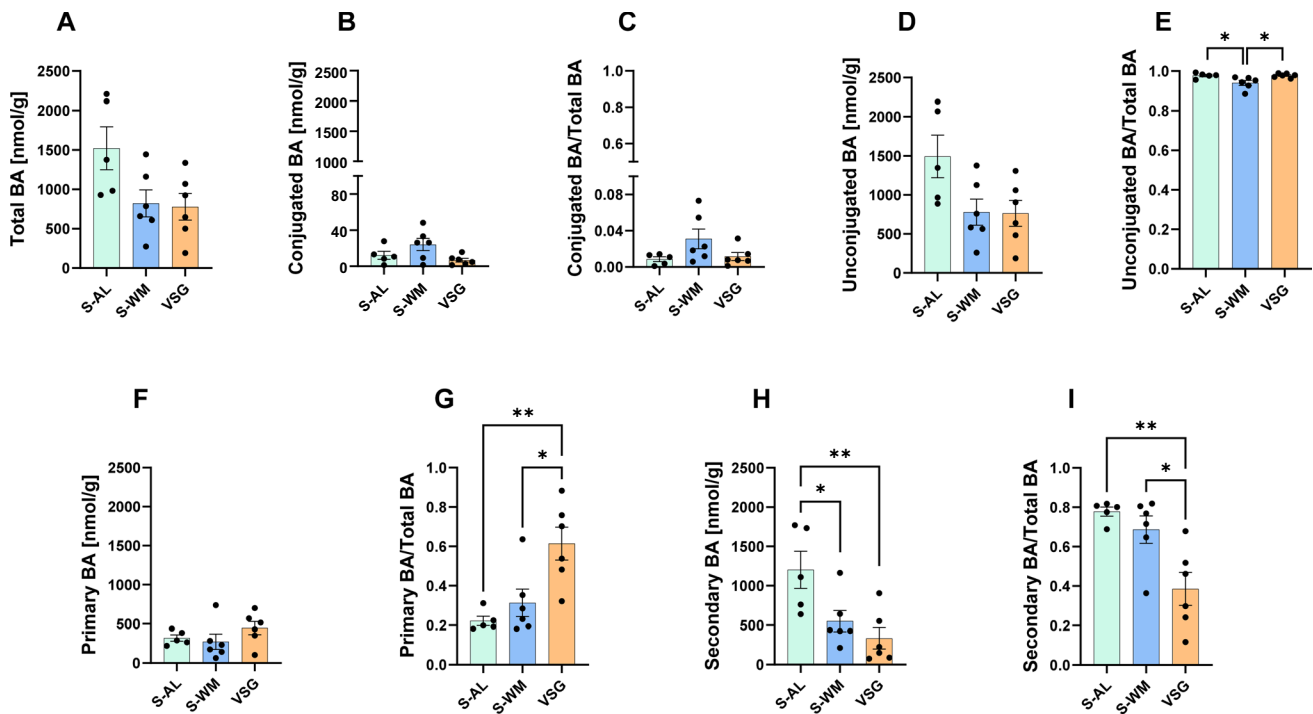 A
Total BA [nmol/g]
2500
2000
1500
1000
500
0
S-AL
S-WM
VSG
B
Conjugated BA [nmol/g]
2500
2000
1500
1000
80
40
0
S-AL
S-WM
VSG
C
Conjugated BA/Total BA
1.0
0.8
0.6
0.08
0.04
0.00
S-AL
S-WM
VSG
D
Unconjugated BA [nmol/g]
2500
2000
1500
1000
500
0
S-AL
S-WM
VSG
E
* *
Unconjugated BA/Total BA
1.0
0.8
0.6
0.4
0.2
0.0
S-AL
S-WM
VSG
F
Primary BA [nmol/g]
2500
2000
1500
1000
500
0
S-AL
S-WM
VSG
G
**
*
Primary BA/Total BA
1.0
0.8
0.6
0.4
0.2
0.0
S-AL
S-WM
VSG
H
**
*
Secondary BA [nmol/g]
2500
2000
1500
1000
500
0
S-AL
S-WM
VSG
I
**
*
Secondary BA/Total BA
1.0
0.8
0.6
0.4
0.2
0.0
S-AL
S-WM
VSG